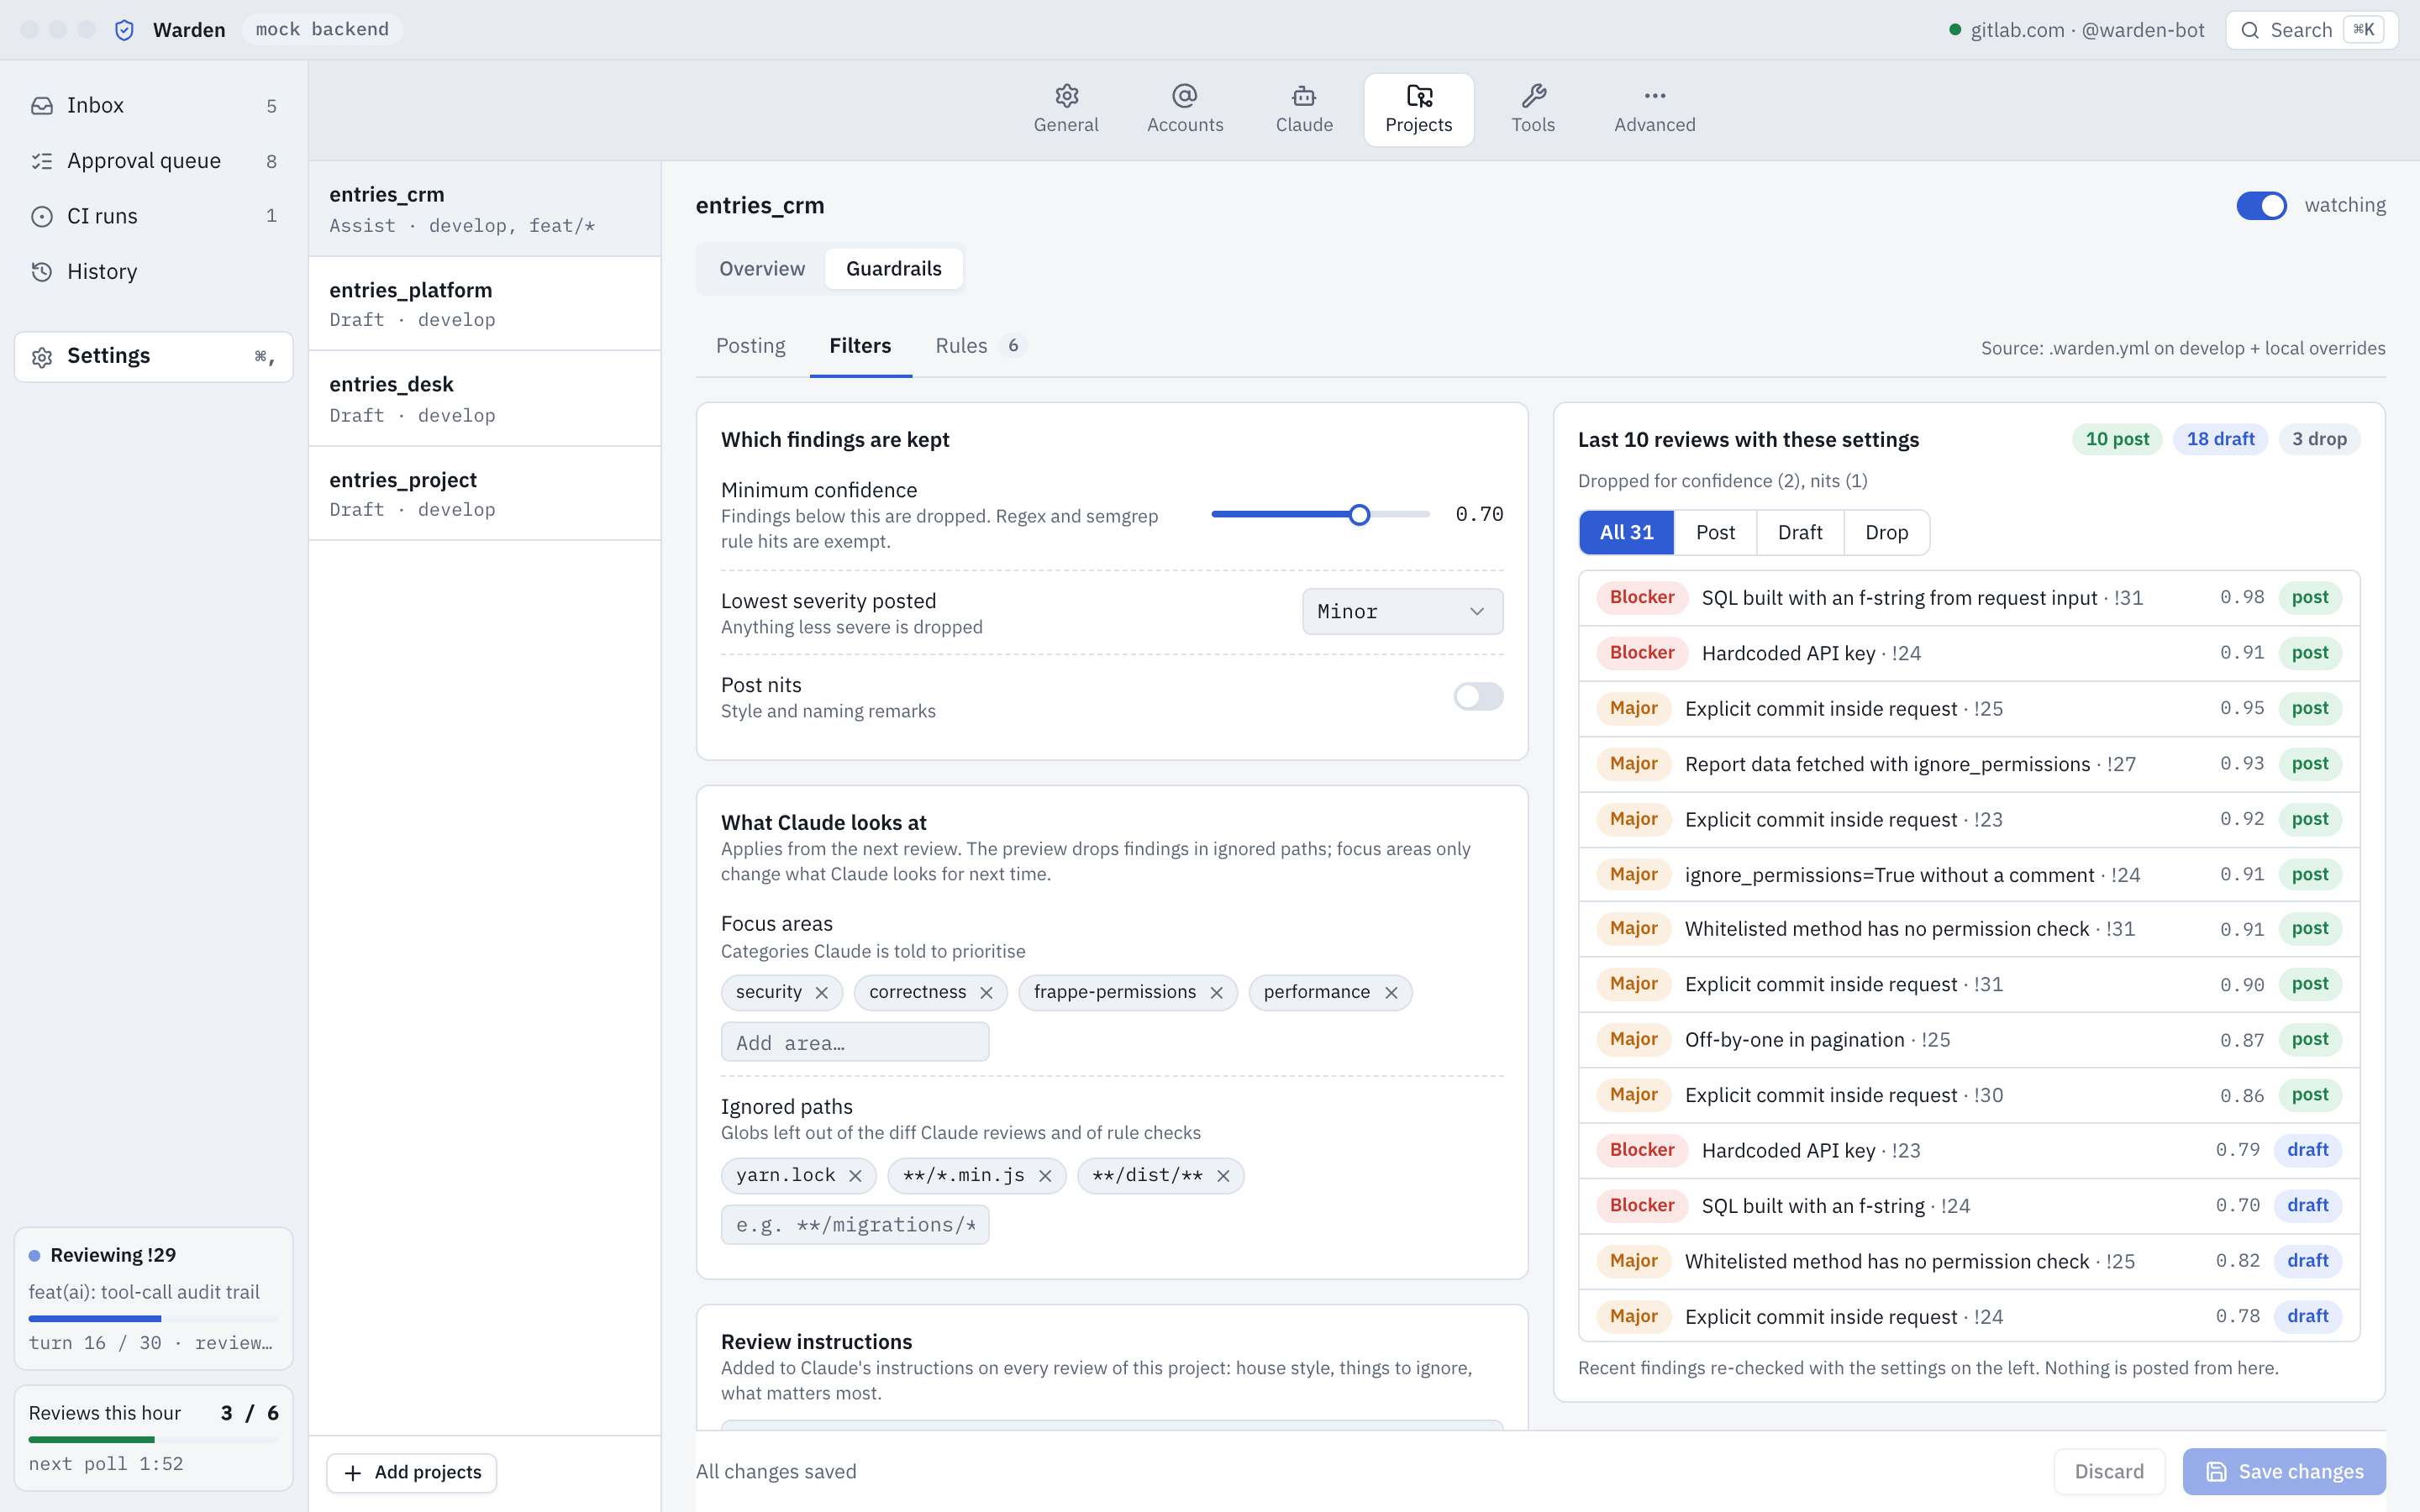 Warden
mock backend
gitlab.com · @warden-bot
Search
⌘K
Inbox
5
Approval queue
8
CI runs
1
History
Settings
⌘,
Reviewing !29
feat(ai): tool-call audit trail
turn 16 / 30 · review…
Reviews this hour
3 / 6
next poll 1:52
General
Accounts
Claude
Projects
Tools
Advanced
entries_crm
Assist · develop, feat/*
entries_platform
Draft · develop
entries_desk
Draft · develop
entries_project
Draft · develop
Add projects
entries_crm
watching
Overview
Guardrails
Posting
Filters
Rules
6
Source: .warden.yml on develop + local overrides
Which findings are kept
Minimum confidence
Findings below this are dropped. Regex and semgrep
rule hits are exempt.
0.70
Lowest severity posted
Anything less severe is dropped
Minor
Post nits
Style and naming remarks
What Claude looks at
Applies from the next review. The preview drops findings in ignored paths; focus areas only
change what Claude looks for next time.
Focus areas
Categories Claude is told to prioritise
security
correctness
frappe-permissions
performance
Add area…
Ignored paths
Globs left out of the diff Claude reviews and of rule checks
yarn.lock
**/*.min.js
**/dist/**
e.g. **/migrations/*
Review instructions
Added to Claude's instructions on every review of this project: house style, things to ignore,
what matters most.
Last 10 reviews with these settings
10 post
18 draft
3 drop
Dropped for confidence (2), nits (1)
All 31
Post
Draft
Drop
Blocker SQL built with an f-string from request input · !31 0.98 post
Blocker Hardcoded API key · !24 0.91 post
Major Explicit commit inside request · !25 0.95 post
Major Report data fetched with ignore_permissions · !27 0.93 post
Major Explicit commit inside request · !23 0.92 post
Major ignore_permissions=True without a comment · !24 0.91 post
Major Whitelisted method has no permission check · !31 0.91 post
Major Explicit commit inside request · !31 0.90 post
Major Off-by-one in pagination · !25 0.87 post
Major Explicit commit inside request · !30 0.86 post
Blocker Hardcoded API key · !23 0.79 draft
Blocker SQL built with an f-string · !24 0.70 draft
Major Whitelisted method has no permission check · !25 0.82 draft
Major Explicit commit inside request · !24 0.78 draft
Recent findings re-checked with the settings on the left. Nothing is posted from here.
All changes saved
Discard
Save changes